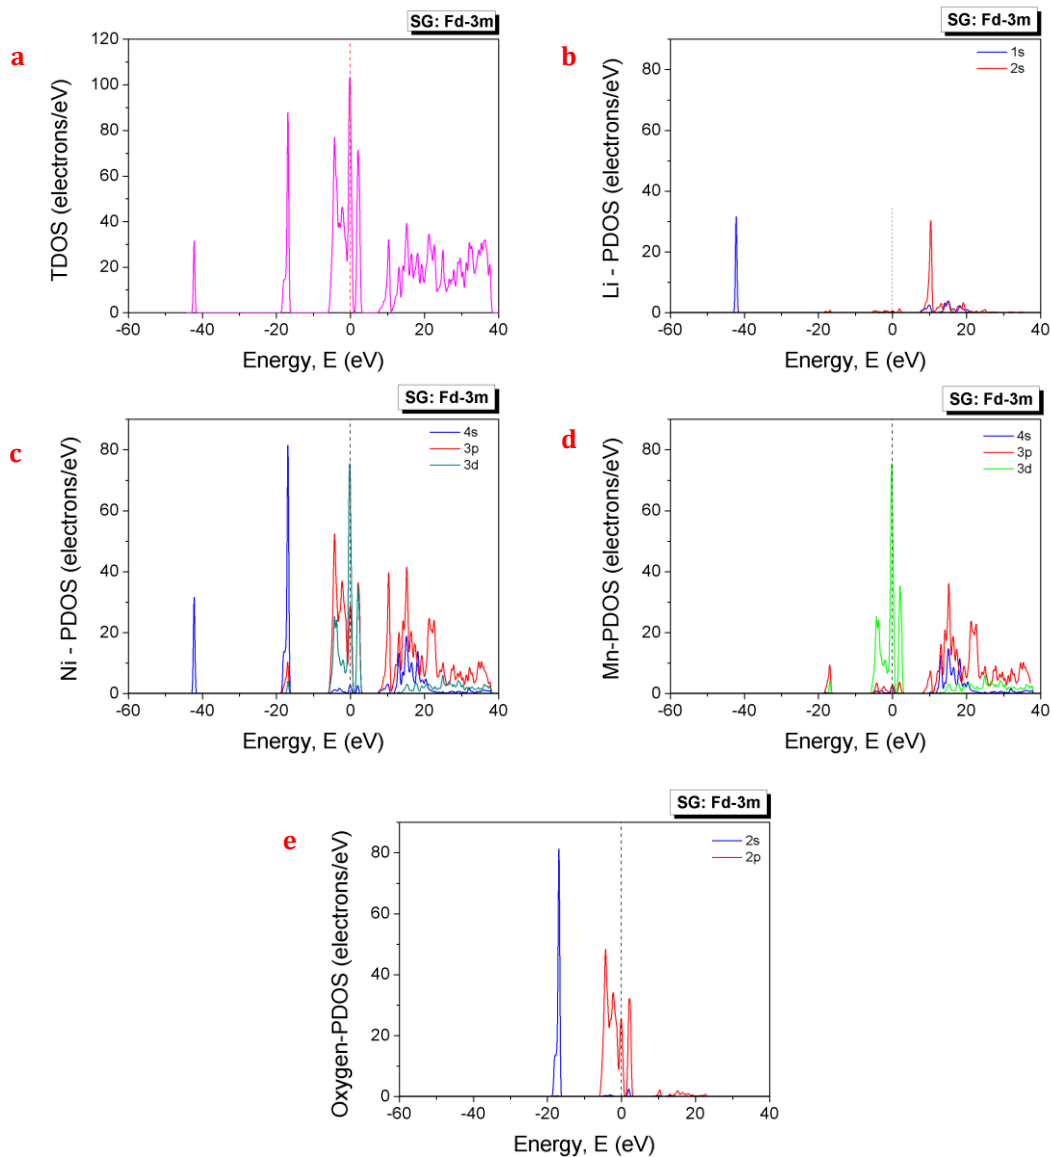 a
SG: Fd-3m
TDOS (electrons/eV)
120
100
80
60
40
20
0
-60 -40 -20 0 20 40
Energy, E (eV)
b
SG: Fd-3m
1s
2s
Li - PDOS (electrons/eV)
80
60
40
20
0
-60 -40 -20 0 20 40
Energy, E (eV)
c
SG: Fd-3m
4s
3p
3d
Ni - PDOS (electrons/eV)
80
60
40
20
0
-60 -40 -20 0 20 40
Energy, E (eV)
d
SG: Fd-3m
4s
3p
3d
Mn-PDOS (electrons/eV)
80
60
40
20
0
-60 -40 -20 0 20 40
Energy, E (eV)
e
SG: Fd-3m
2s
2p
Oxygen-PDOS (electrons/eV)
80
60
40
20
0
-60 -40 -20 0 20 40
Energy, E (eV)